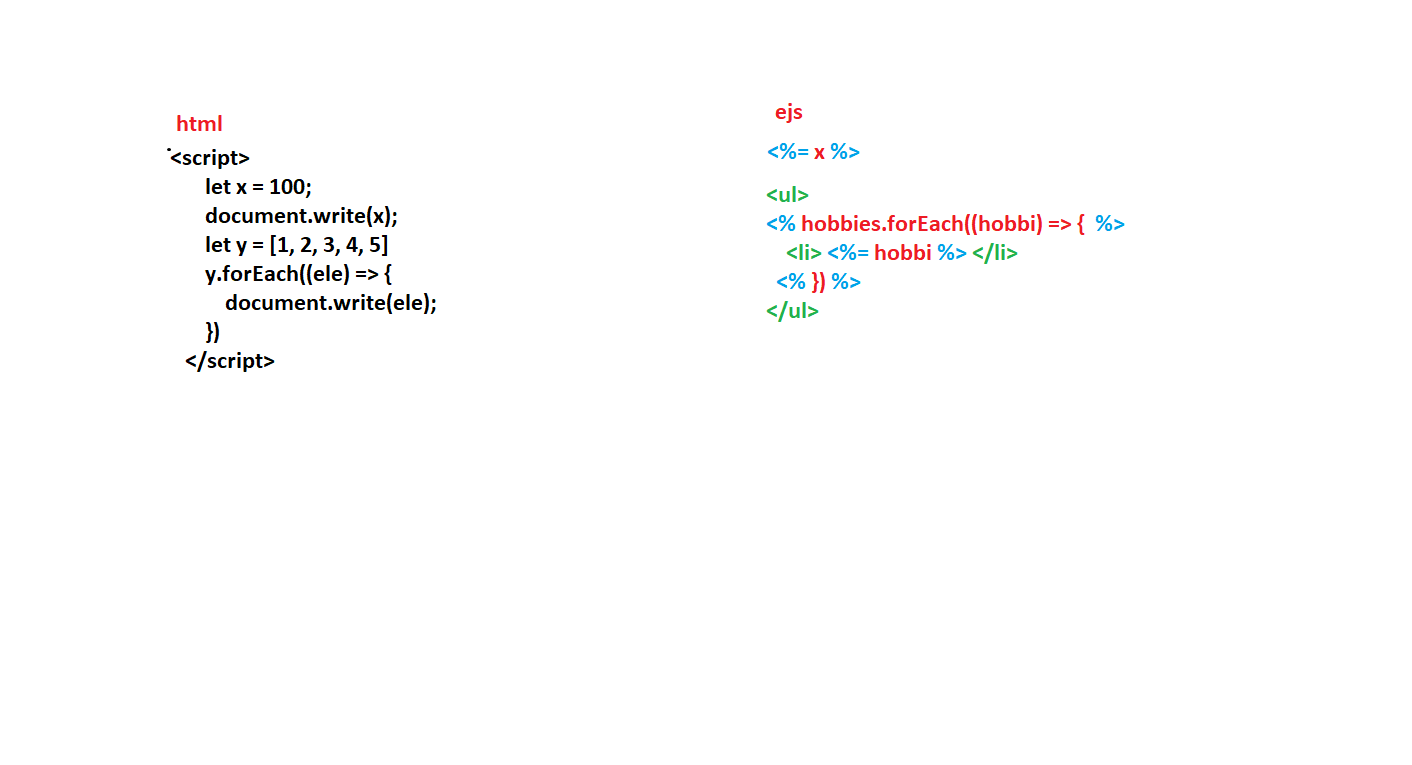 html
<script>
let x = 100;
document.write(x);
let y = [1, 2, 3, 4, 5]
y.forEach((ele) => {
document.write(ele);
})
</script>
ejs
<%= x %>
<ul>
<% hobbies.forEach((hobbi) => { %>
<li> <%= hobbi %> </li>
<% }) %>
</ul>